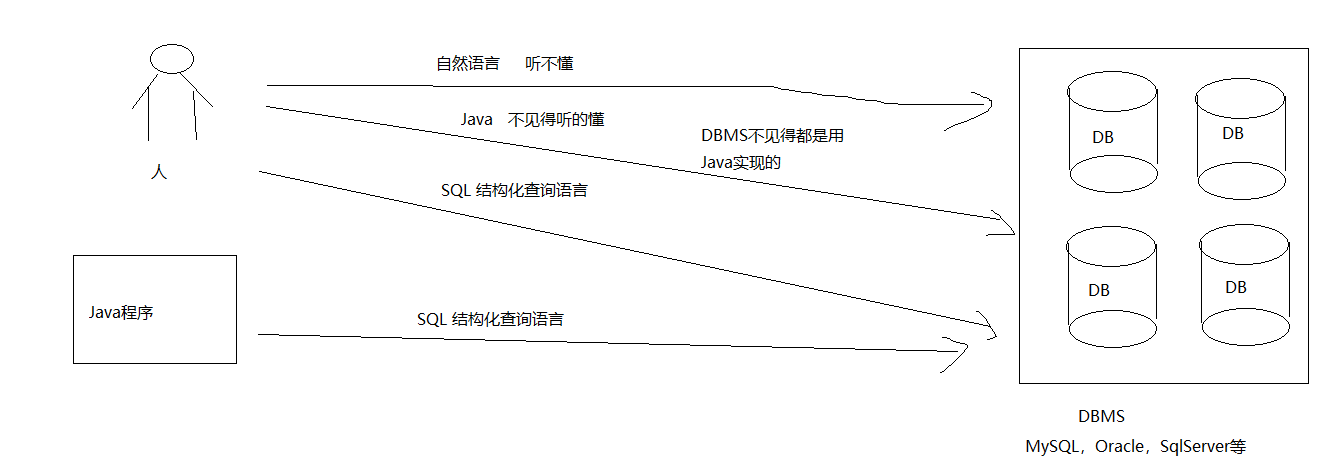 自然语言 听不懂
Java 不见得听的懂
DBMS不见得都是用
Java实现的
人
SQL 结构化查询语言
Java程序
SQL 结构化查询语言
DB
DB
DB
DB
DBMS
MySQL，Oracle，SqlServer等